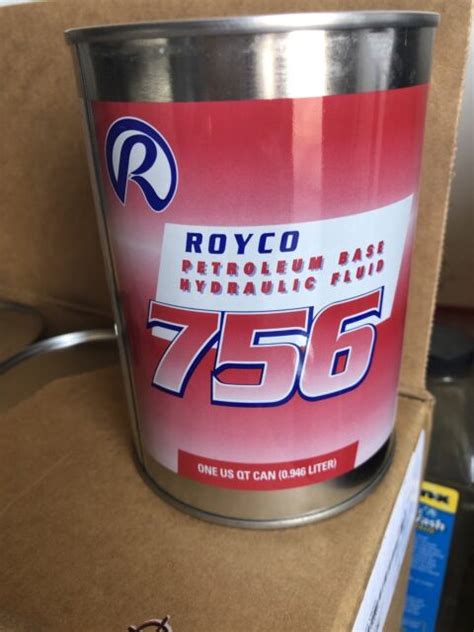 R
ROYCO
PETROLEUM BASE
HYDRAULIC FLUID
756
ONE US QT CAN (0.946 LITER)